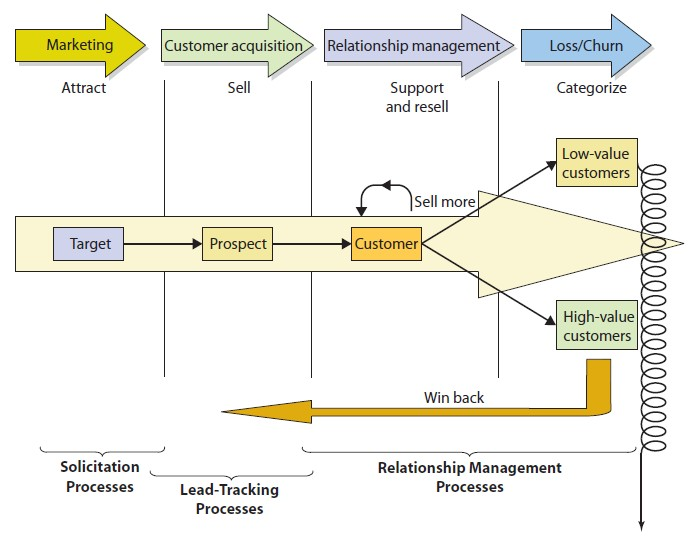 Marketing
Customer acquisition
Relationship management
Loss/Churn
Attract
Sell
Support
and resell
Categorize
Low-value
customers
Sell more
Target
Prospect
Customer
High-value
customers
Win back
Solicitation
Processes
Lead-Tracking
Processes
Relationship Management
Processes